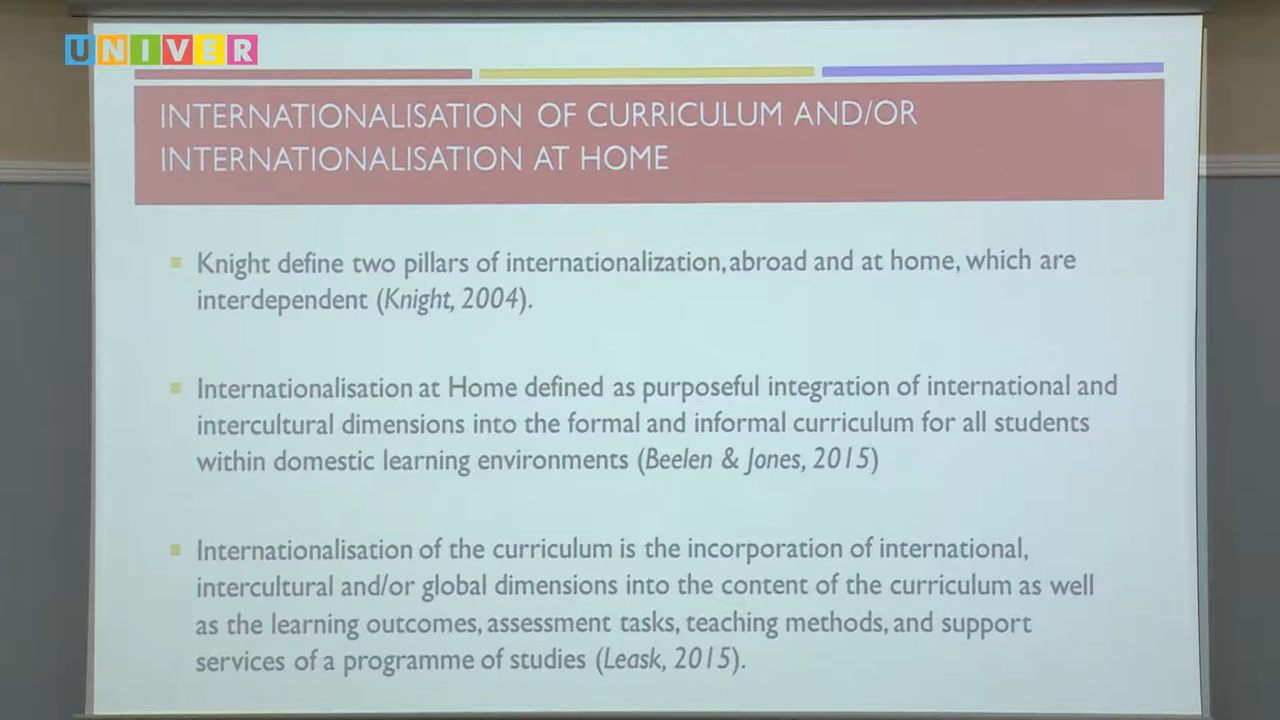 UNIVER
INTERNATIONALISATION OF CURRICULUM AND/OR
INTERNATIONALISATION AT HOME
Knight define two pillars of internationalization, abroad and at home, which are
interdependent (Knight, 2004).
Internationalisation at Home defined as purposeful integration of international and
intercultural dimensions into the formal and informal curriculum for all students
within domestic learning environments (Beelen & Jones, 2015)
Internationalisation of the curriculum is the incorporation of international,
intercultural and/or global dimensions into the content of the curriculum as well
as the learning outcomes, assessment tasks, teaching methods, and support
services of a programme of studies (Leask, 2015).